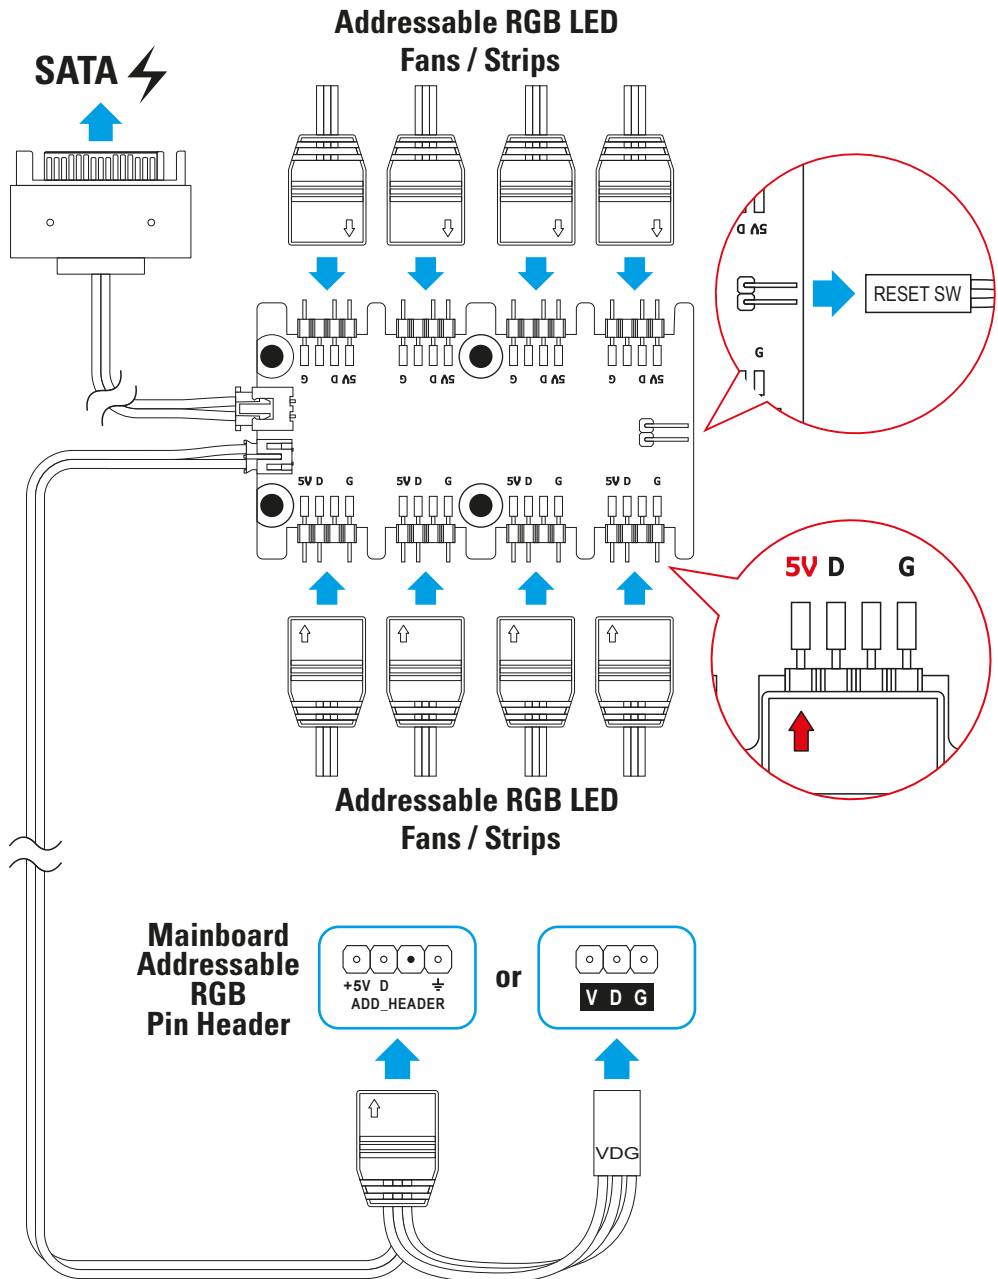 Addressable RGB LED
Fans / Strips
SATA
G D 5V
G D 5V
G D 5V
G D 5V
D 5V
RESET SW
G
5V D G
5V D G
5V D G
5V D G
5V D G
Addressable RGB LED
Fans / Strips
Mainboard
Addressable
RGB
Pin Header
+5V D
ADD_HEADER
or
V D G
VDG